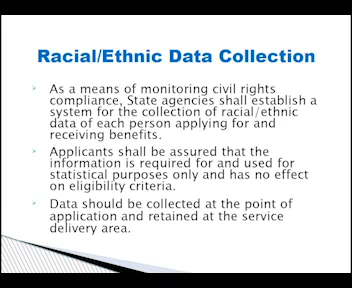 Racial/Ethnic Data Collection
As a means of monitoring civil rights
compliance, State agencies shall establish a
system for the collection of racial/ethnic
data of each person applying for and
receiving benefits.
Applicants shall be assured that the
information is required for and used for
statistical purposes only and has no effect
on eligibility criteria.
Data should be collected at the point of
application and retained at the service
delivery area.